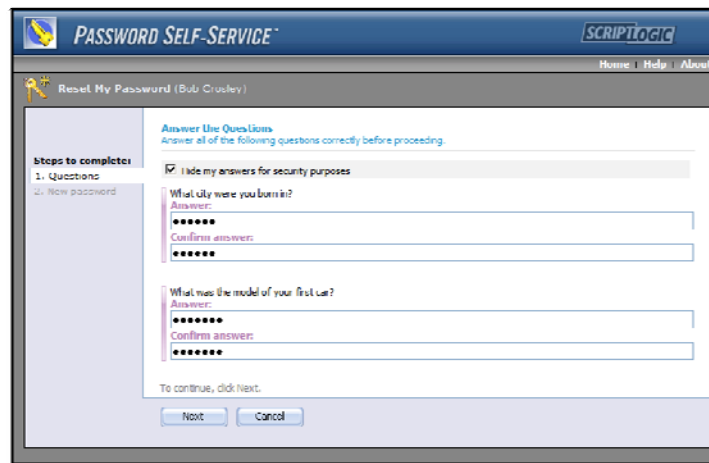 PASSWORD SELF-SERVICE™
SCRIPTLOGIC
Home | Help | About
Reset My Password (Bob Crosley)
Answer the Questions
Answer all of the following questions correctly before proceeding.
Steps to complete:
1. Questions
2. New password
Hide my answers for security purposes
What city were you born in?
Answer:
••••••
Confirm answer:
••••••
What was the model of your first car?
Answer:
•••••••
Confirm answer:
•••••••
To continue, click Next.
Next
Cancel